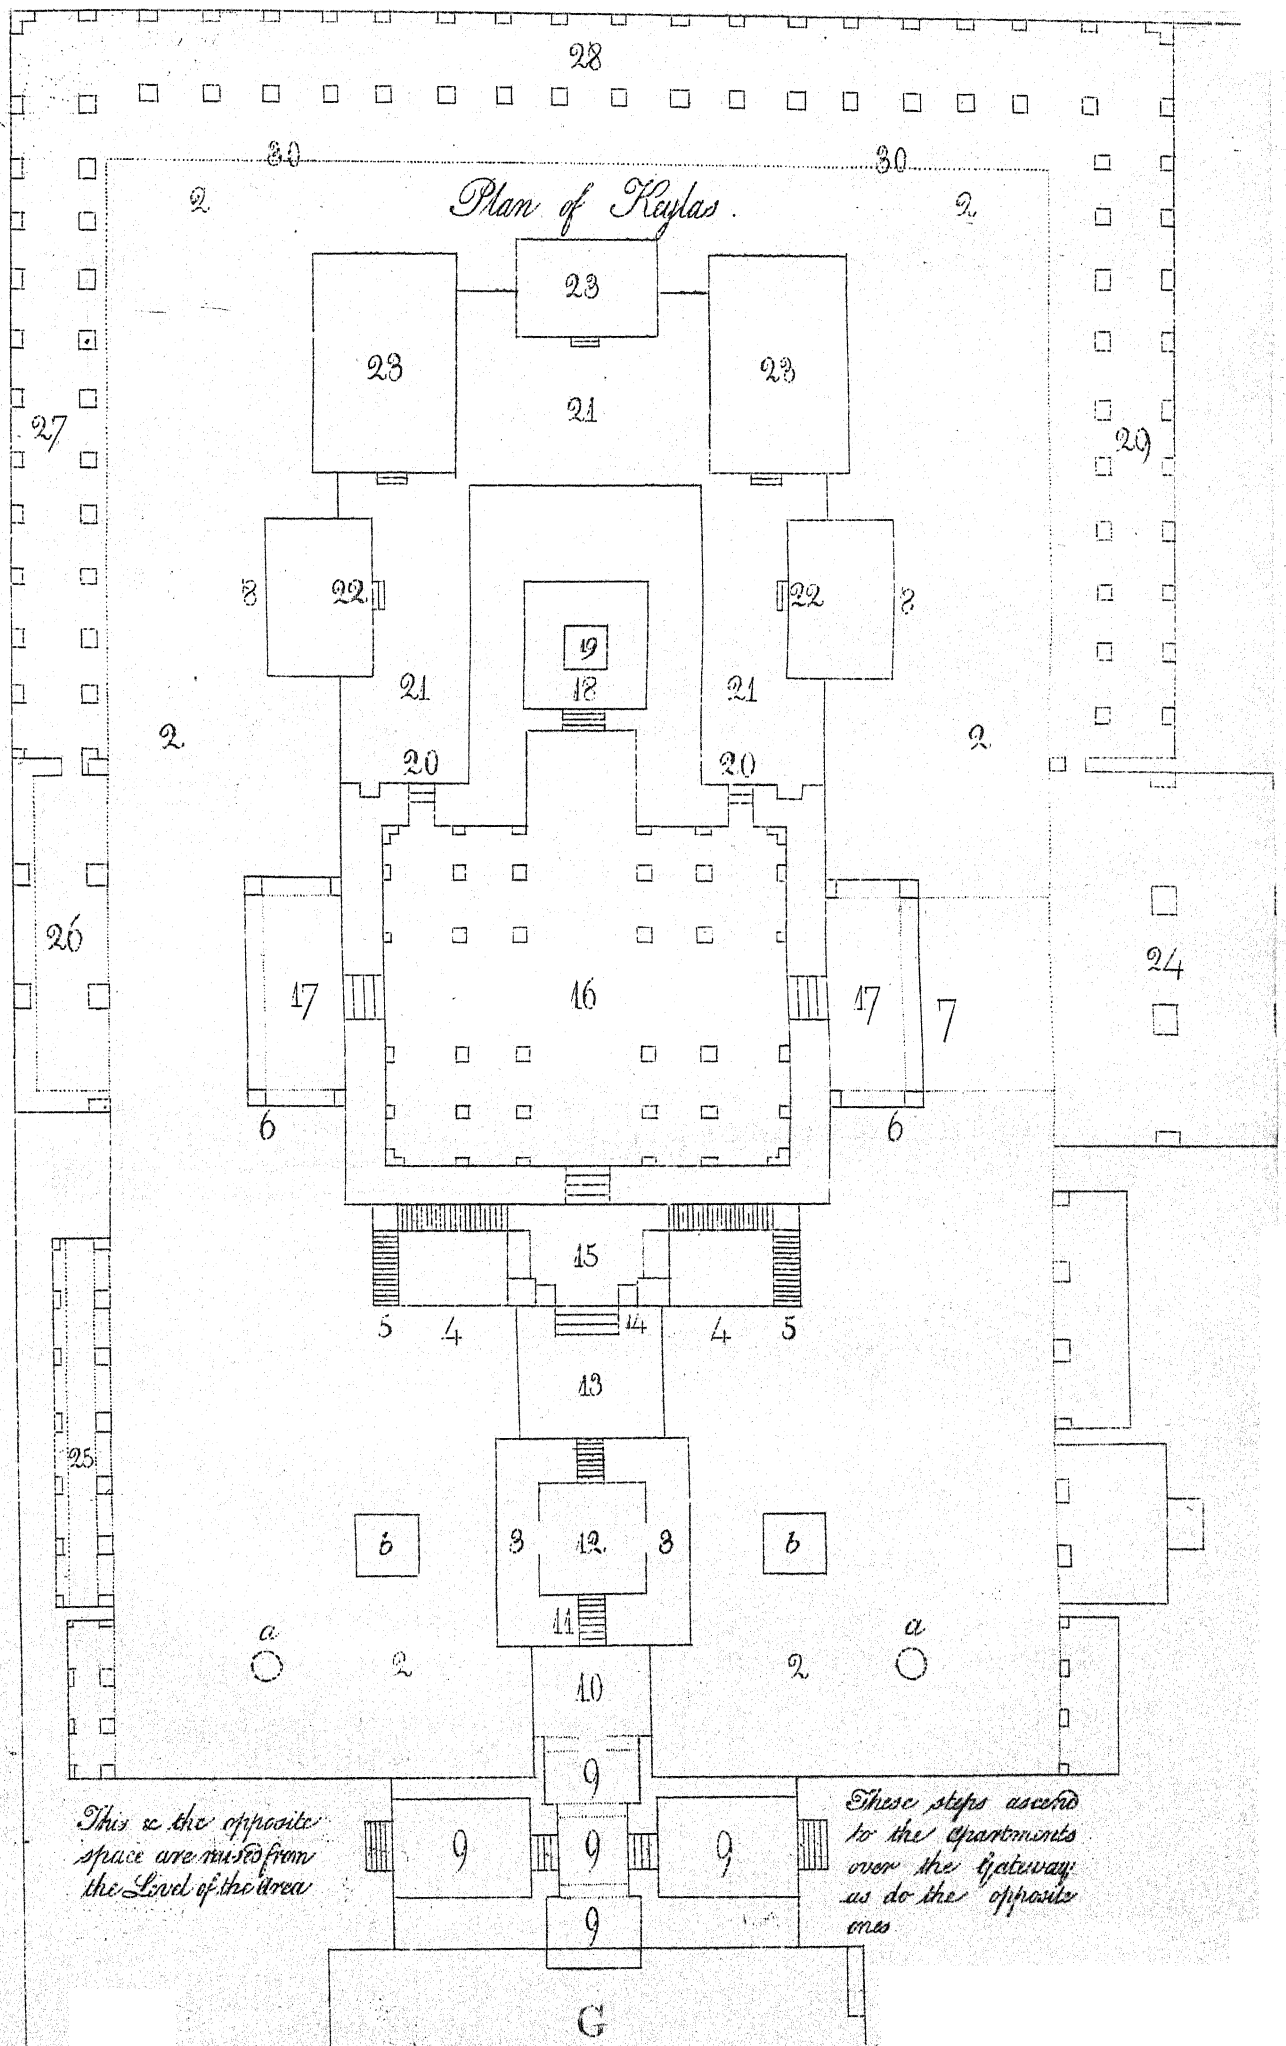 28
30 30
2 Plan of Keylas. 2
23
23 23
21
27 29
8 22 22 8
19
21 18 21
2 2
20 20
26 24
17 16 17 7
6 6
15
5 4 14 4 5
13
25
b 3 12 3 b
11
a a
2 10 2
9
This & the opposite
space are raised from
the Level of the Area
These steps ascend
to the Apartments
over the Gateway
as do the opposite
ones
9 9 9
9
G